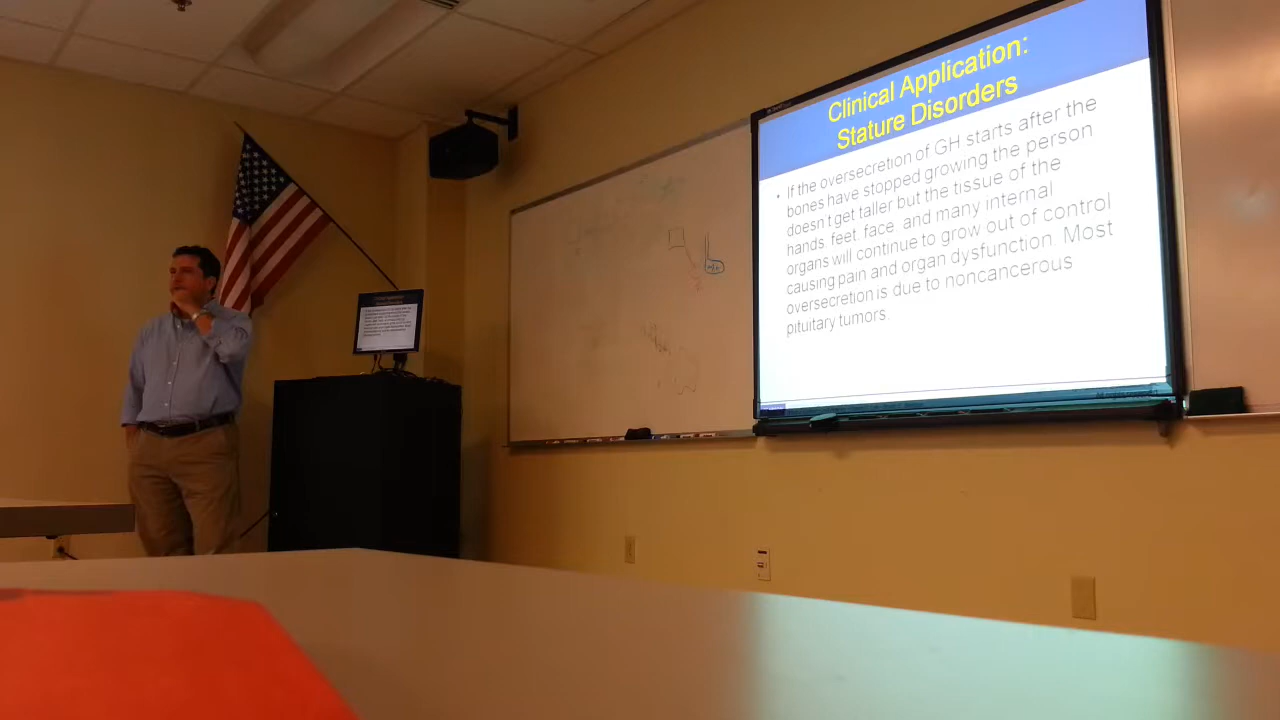 Clinical Application:
Stature Disorders
• If the oversecretion of GH starts after the
bones have stopped growing the person
doesn't get taller but the tissue of the
hands, feet, face, and many internal
organs will continue to grow out of control
causing pain and organ dysfunction. Most
oversecretion is due to noncancerous
pituitary tumors.